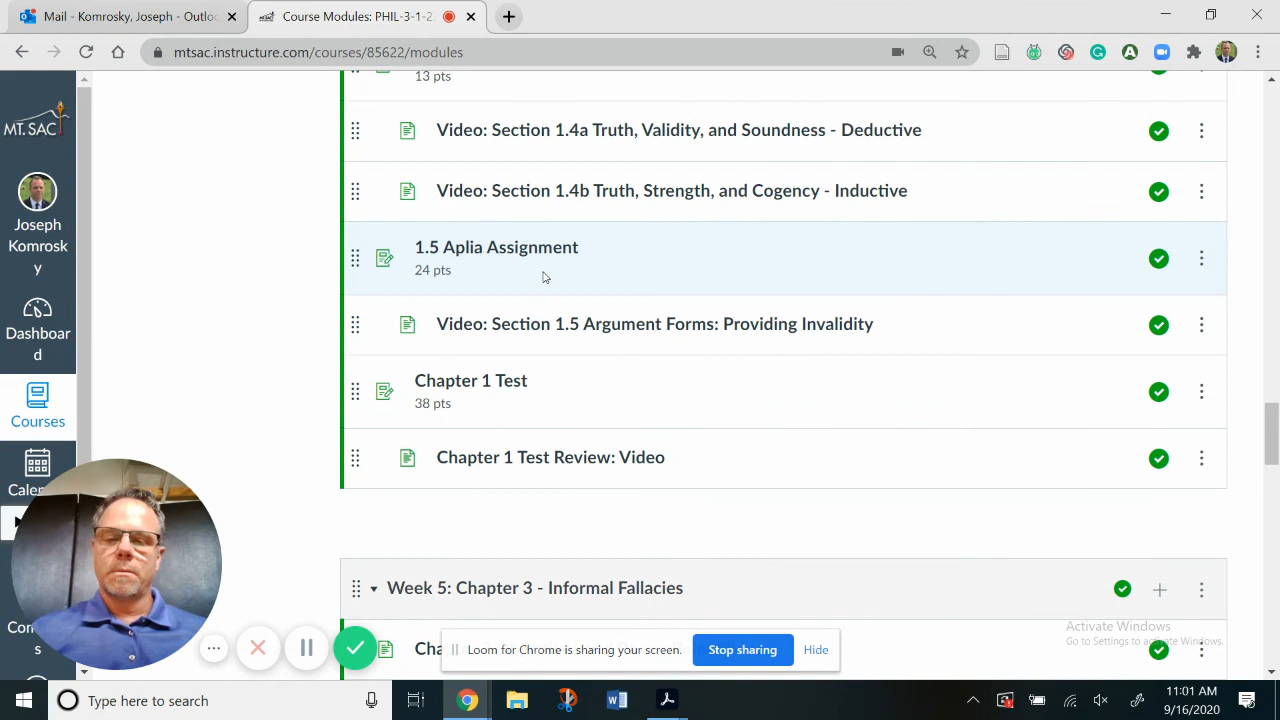 Mail - Komrosky, Joseph - Outlo
Course Modules: PHIL-3-1-2
mtsac.instructure.com/courses/85622/modules
MT. SAC
Joseph
Komrosk
y
Dashboar
d
Courses
Cale
Co
s
13 pts
Video: Section 1.4a Truth, Validity, and Soundness - Deductive
Video: Section 1.4b Truth, Strength, and Cogency - Inductive
1.5 Aplia Assignment
24 pts
Video: Section 1.5 Argument Forms: Providing Invalidity
Chapter 1 Test
38 pts
Chapter 1 Test Review: Video
Week 5: Chapter 3 - Informal Fallacies
Cha
Loom for Chrome is sharing your screen.
Stop sharing
Hide
Activate Windows
Go to Settings to activate Windows.
Type here to search
11:01 AM
9/16/2020